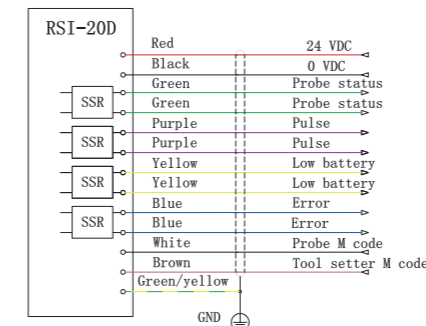 RSI-20D
Red 24 VDC
Black 0 VDC
Green Probe status
SSR
Green Probe status
Purple Pulse
SSR
Purple Pulse
Yellow Low battery
SSR
Yellow Low battery
Blue Error
SSR
Blue Error
White Probe M code
Brown Tool setter M code
Green/yellow
GND